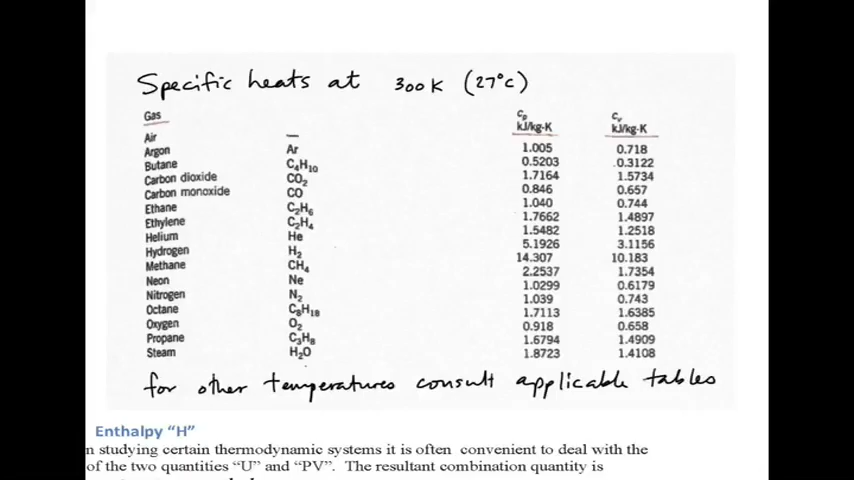 Specific heats at 300K (27°C)
Gas cp kJ/kg·K cv kJ/kg·K
Air — 1.005 0.718
Argon Ar 0.5203 .0.3122
Butane C₄H₁₀ 1.7164 1.5734
Carbon dioxide CO₂ 0.846 0.657
Carbon monoxide CO 1.040 0.744
Ethane C₂H₆ 1.7662 1.4897
Ethylene C₂H₄ 1.5482 1.2518
Helium He 5.1926 3.1156
Hydrogen H₂ 14.307 10.183
Methane CH₄ 2.2537 1.7354
Neon Ne 1.0299 0.6179
Nitrogen N₂ 1.039 0.743
Octane C₈H₁₈ 1.7113 1.6385
Oxygen O₂ 0.918 0.658
Propane C₃H₈ 1.6794 1.4909
Steam H₂O 1.8723 1.4108
for other temperatures consult applicable tables
Enthalpy “H”
n studying certain thermodynamic systems it is often convenient to deal with the
of the two quantities “U” and “PV”. The resultant combination quantity is